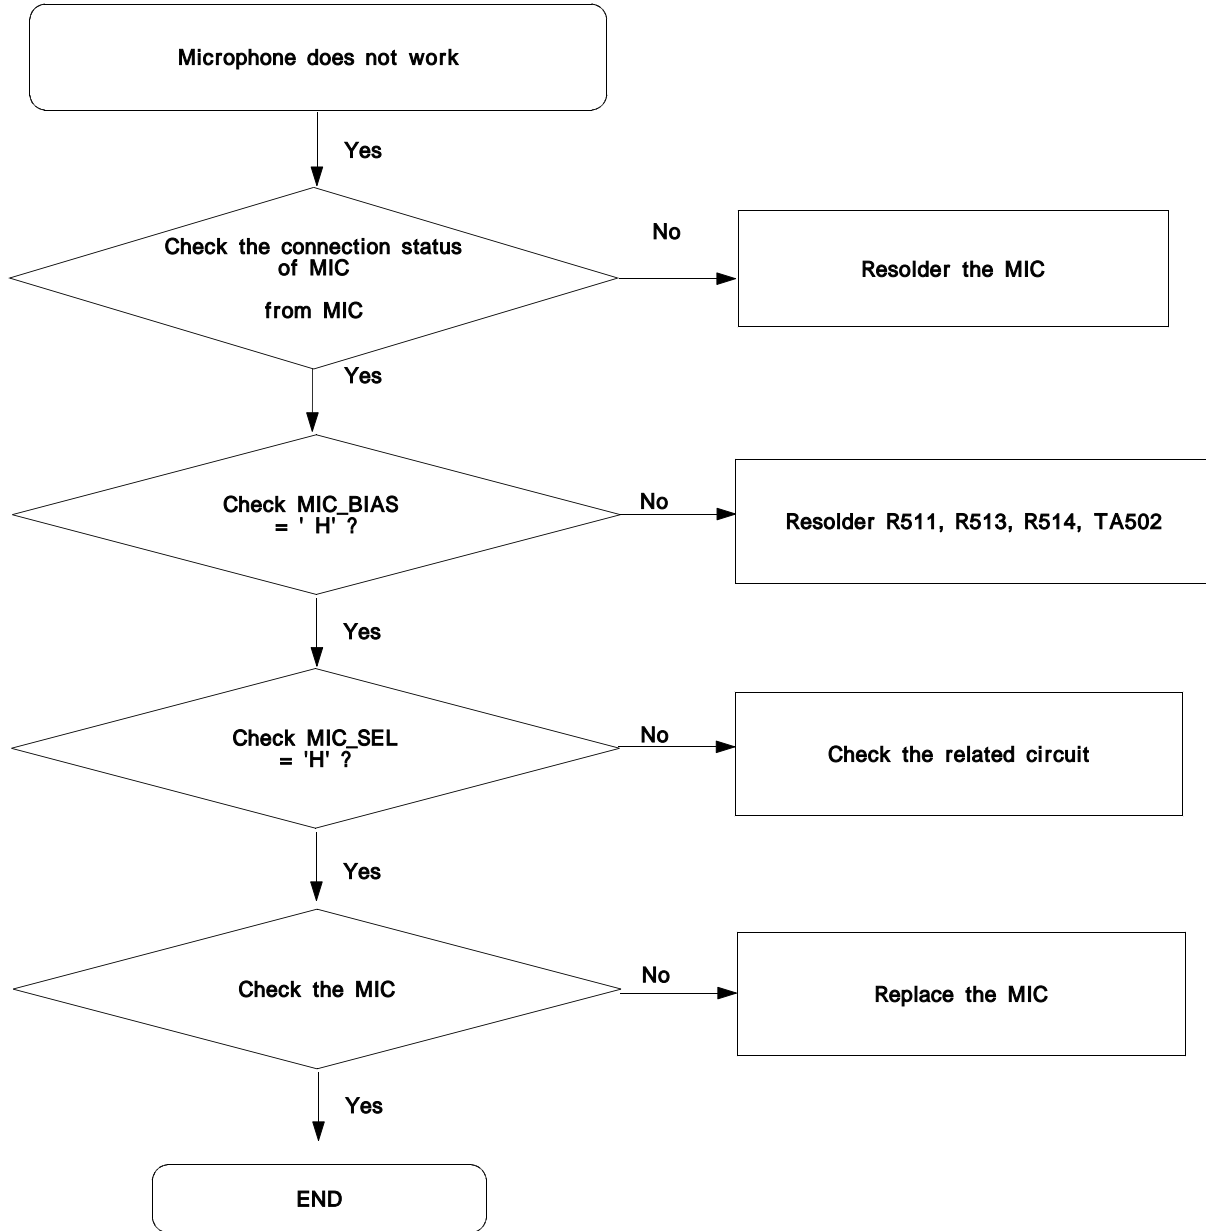 Microphone does not work
Yes
Check the connection status
of MIC
from MIC
No
Resolder the MIC
Yes
Check MIC_BIAS
= ' H' ?
No
Resolder R511, R513, R514, TA502
Yes
Check MIC_SEL
= 'H' ?
No
Check the related circuit
Yes
Check the MIC
No
Replace the MIC
Yes
END